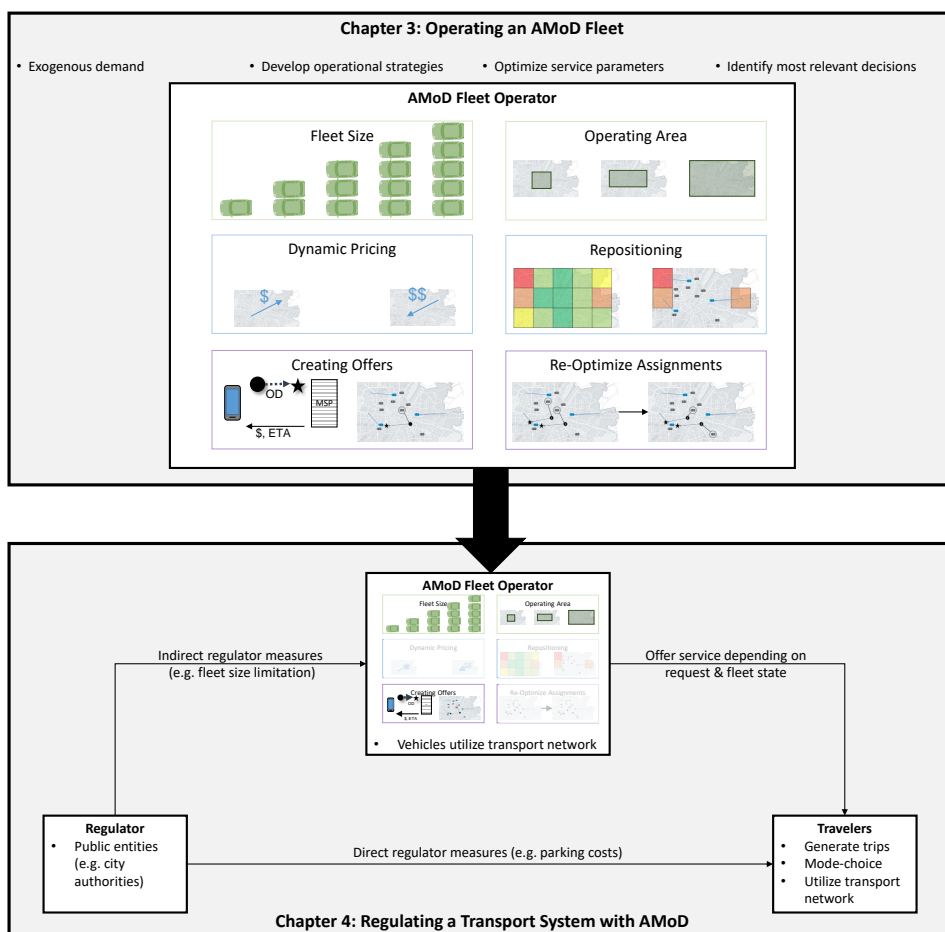 Chapter 3: Operating an AMoD Fleet
• Exogenous demand
• Develop operational strategies
• Optimize service parameters
• Identify most relevant decisions
AMoD Fleet Operator
Fleet Size
Operating Area
Dynamic Pricing
$
$$
Repositioning
Creating Offers
OD
MSP
$, ETA
Re-Optimize Assignments
AMoD Fleet Operator
Fleet Size
Operating Area
Dynamic Pricing
Repositioning
Creating Offers
OD
$, ETA
Re-Optimize Assignments
• Vehicles utilize transport network
Indirect regulator measures
(e.g. fleet size limitation)
Offer service depending on
request & fleet state
Regulator
• Public entities
(e.g. city
authorities)
Direct regulator measures (e.g. parking costs)
Travelers
• Generate trips
• Mode-choice
• Utilize transport
network
Chapter 4: Regulating a Transport System with AMoD